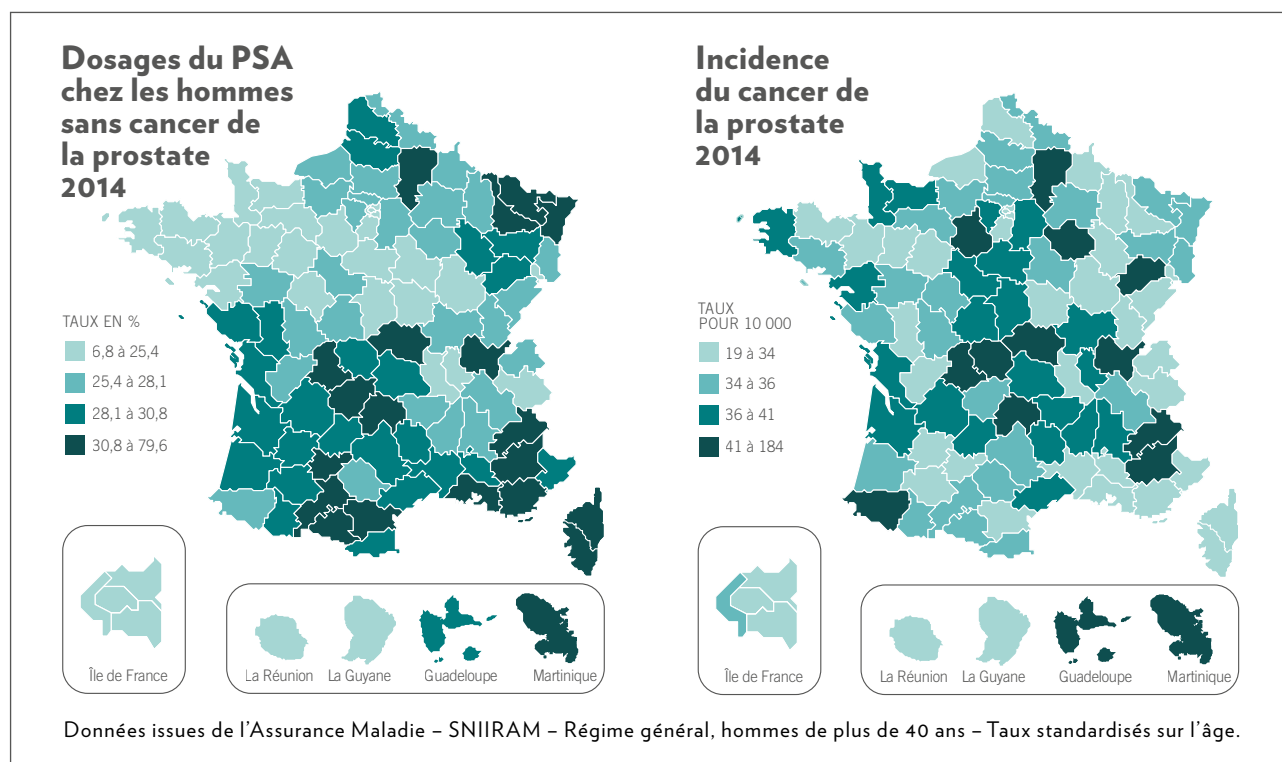 Dosages du PSA
chez les hommes
sans cancer de
la prostate
2014
TAUX EN %
6,8 à 25,4
25,4 à 28,1
28,1 à 30,8
30,8 à 79,6
Île de France
La Réunion
La Guyane
Guadeloupe
Martinique
Incidence
du cancer de
la prostate
2014
TAUX
POUR 10 000
19 à 34
34 à 36
36 à 41
41 à 184
Île de France
La Réunion
La Guyane
Guadeloupe
Martinique
Données issues de l’Assurance Maladie – SNIIRAM – Régime général, hommes de plus de 40 ans – Taux standardisés sur l’âge.